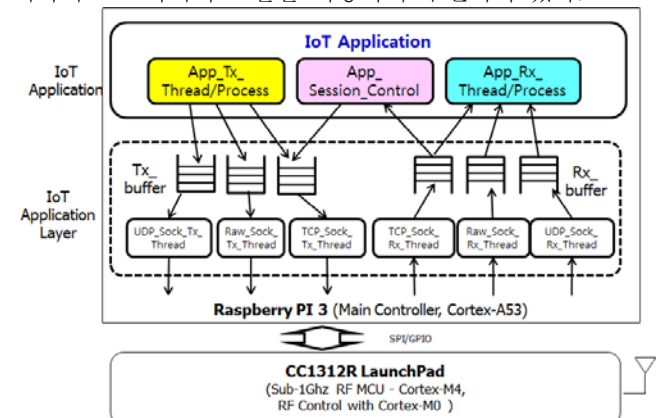 IoT Application
IoT
Application
App_Tx_
Thread/Process
App_
Session_Control
App_Rx_
Thread/Process
Tx_
buffer
Rx_
buffer
IoT
Application
Layer
UDP_Sock_Tx_
Thread
Raw_Sock_
Tx_Thread
TCP_Sock_
Tx_Thread
TCP_Sock_
Rx_Thread
Raw_Sock_
Rx_Thread
UDP_Sock_
Rx_Thread
Raspberry PI 3 (Main Controller, Cortex-A53)
SPI/GPIO
CC1312R LaunchPad
(Sub-1Ghz RF MCU - Cortex-M4,
RF Control with Cortex-M0 )